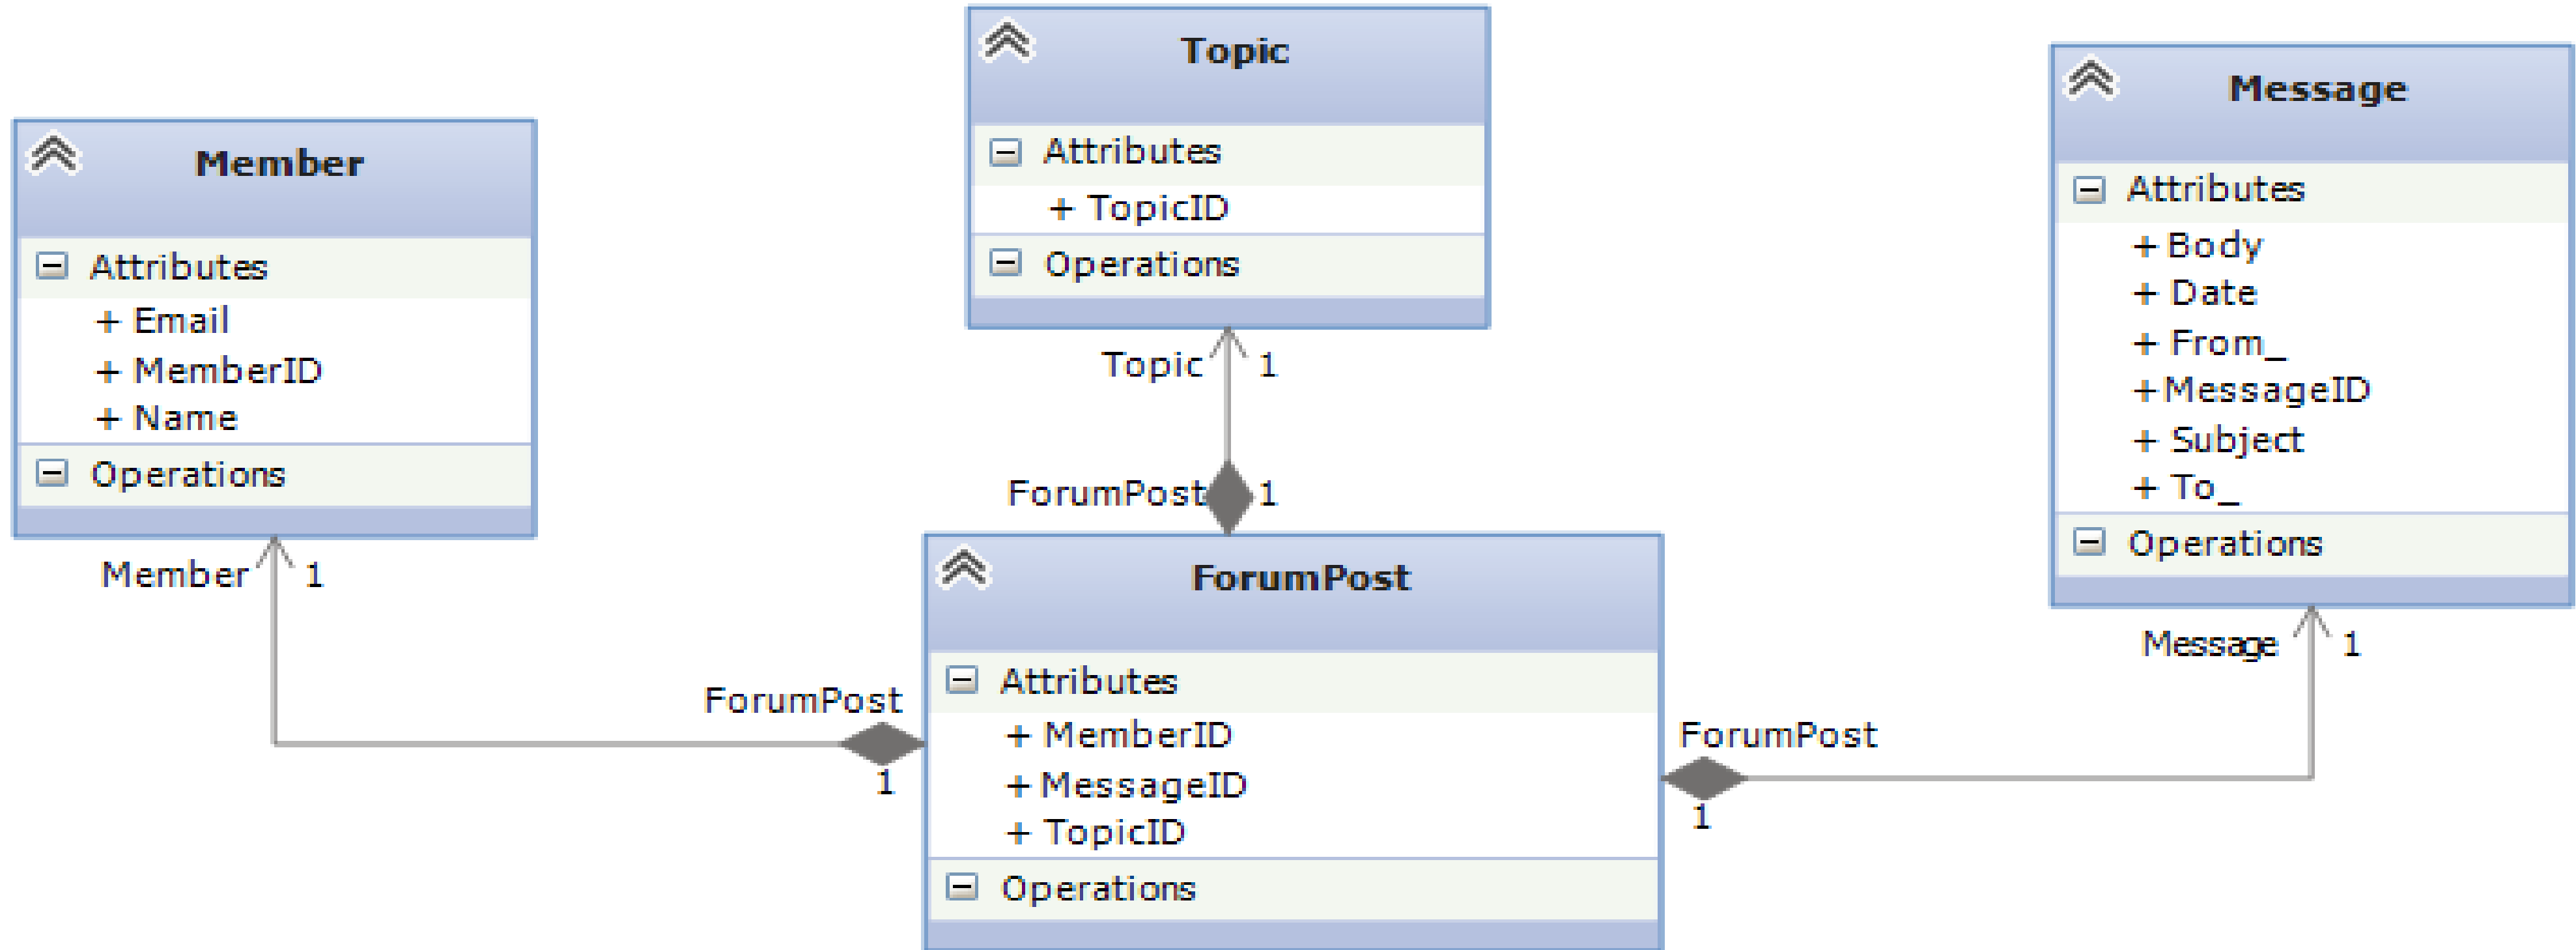 Member
Attributes
+ Email
+ MemberID
+ Name
Operations
Member 1
Topic
Attributes
+ TopicID
Operations
Topic 1
ForumPost 1
ForumPost
Attributes
+ MemberID
+ MessageID
+ TopicID
Operations
ForumPost
1
ForumPost
1
Message
Attributes
+ Body
+ Date
+ From_
+ MessageID
+ Subject
+ To_
Operations
Message 1